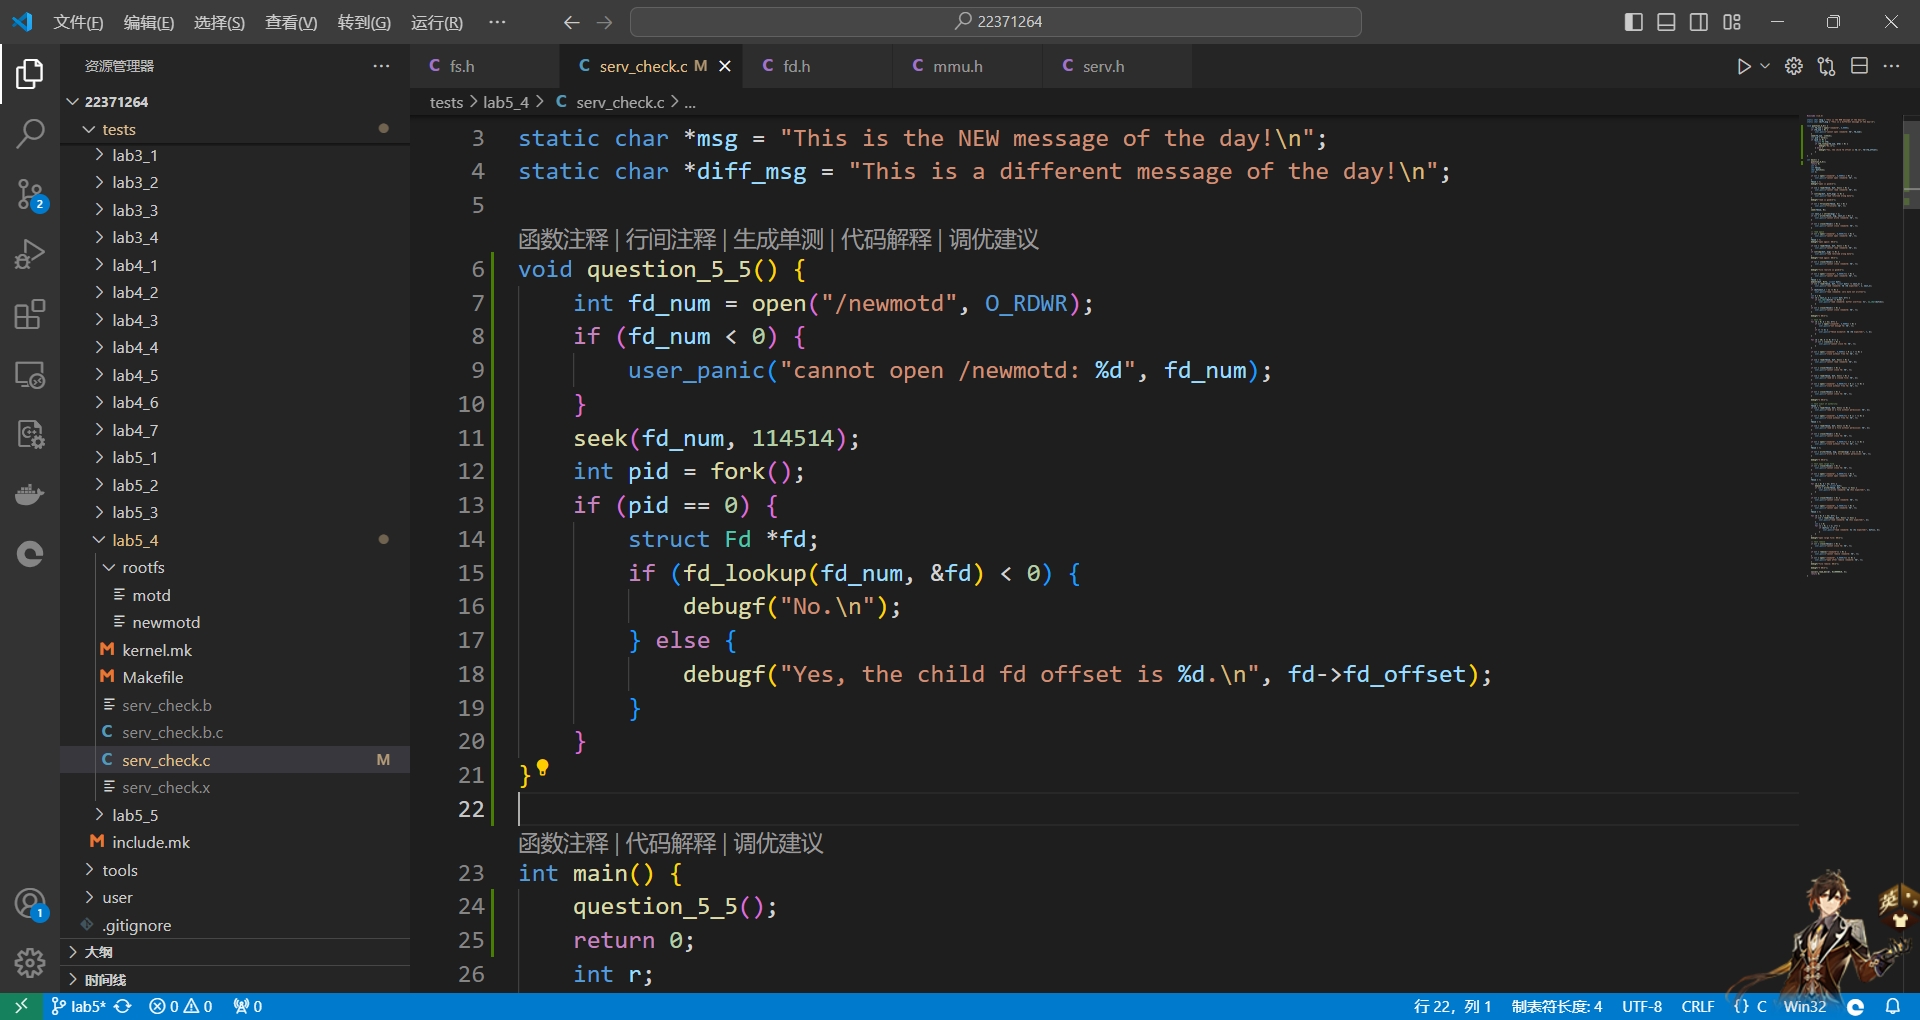 文件(F) 编辑(E) 选择(S) 查看(V) 转到(G) 运行(R) ··· 22371264
资源管理器 ···
22371264
tests
lab3_1
lab3_2
lab3_3
lab3_4
lab4_1
lab4_2
lab4_3
lab4_4
lab4_5
lab4_6
lab4_7
lab5_1
lab5_2
lab5_3
lab5_4
rootfs
motd
newmotd
M kernel.mk
M Makefile
serv_check.b
C serv_check.b.c
C serv_check.c M
serv_check.x
lab5_5
M include.mk
tools
user
.gitignore
大纲
时间线
2
1
C fs.h C serv_check.c M C fd.h C mmu.h C serv.h
tests > lab5_4 > C serv_check.c > ...
3 static char *msg = "This is the NEW message of the day!\n";
4 static char *diff_msg = "This is a different message of the day!\n";
5
函数注释 | 行间注释 | 生成单测 | 代码解释 | 调优建议
6 void question_5_5() {
7 int fd_num = open("/newmotd", O_RDWR);
8 if (fd_num < 0) {
9 user_panic("cannot open /newmotd: %d", fd_num);
10 }
11 seek(fd_num, 114514);
12 int pid = fork();
13 if (pid == 0) {
14 struct Fd *fd;
15 if (fd_lookup(fd_num, &fd) < 0) {
16 debugf("No.\n");
17 } else {
18 debugf("Yes, the child fd offset is %d.\n", fd->fd_offset);
19 }
20 }
21 }
22
函数注释 | 代码解释 | 调优建议
23 int main() {
24 question_5_5();
25 return 0;
26 int r;
英
lab5* 0 0 0 行 22, 列 1 制表符长度: 4 UTF-8 CRLF {} C Win32